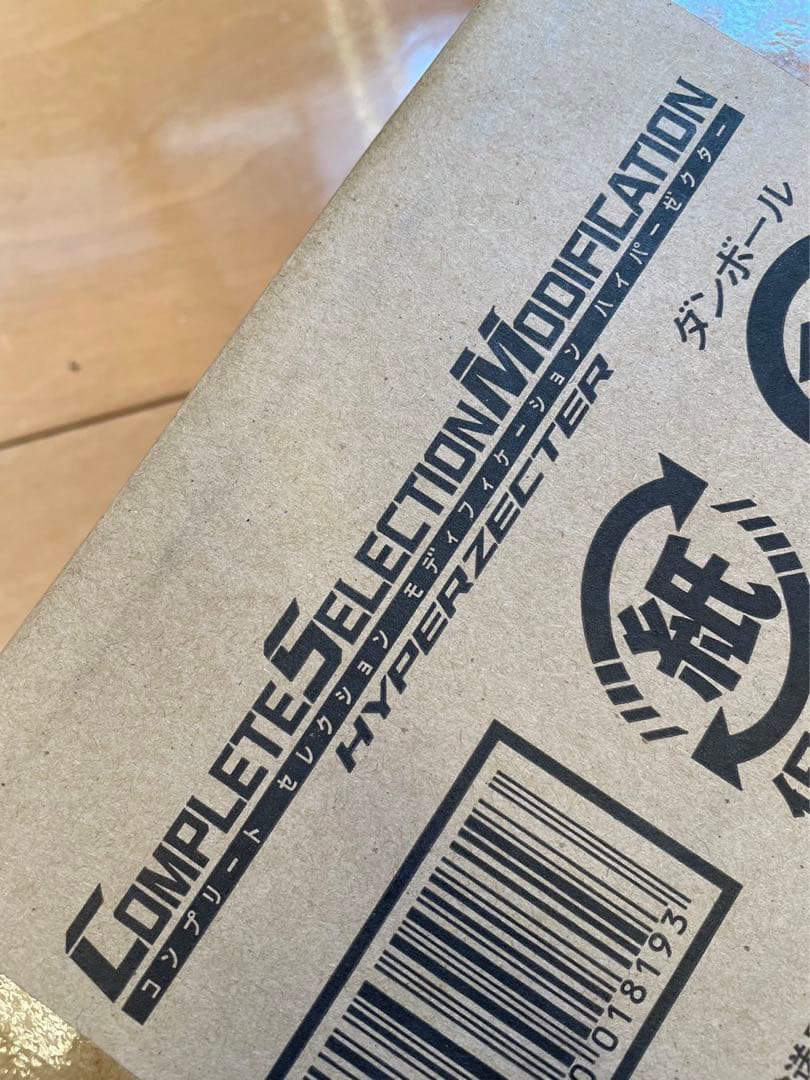 COMPLETE SELECTION MODIFICATION
コンプリート セレクション モディフィケーション ハイパーゼクター
HYPERZECTER
ダンボール
紙
018193